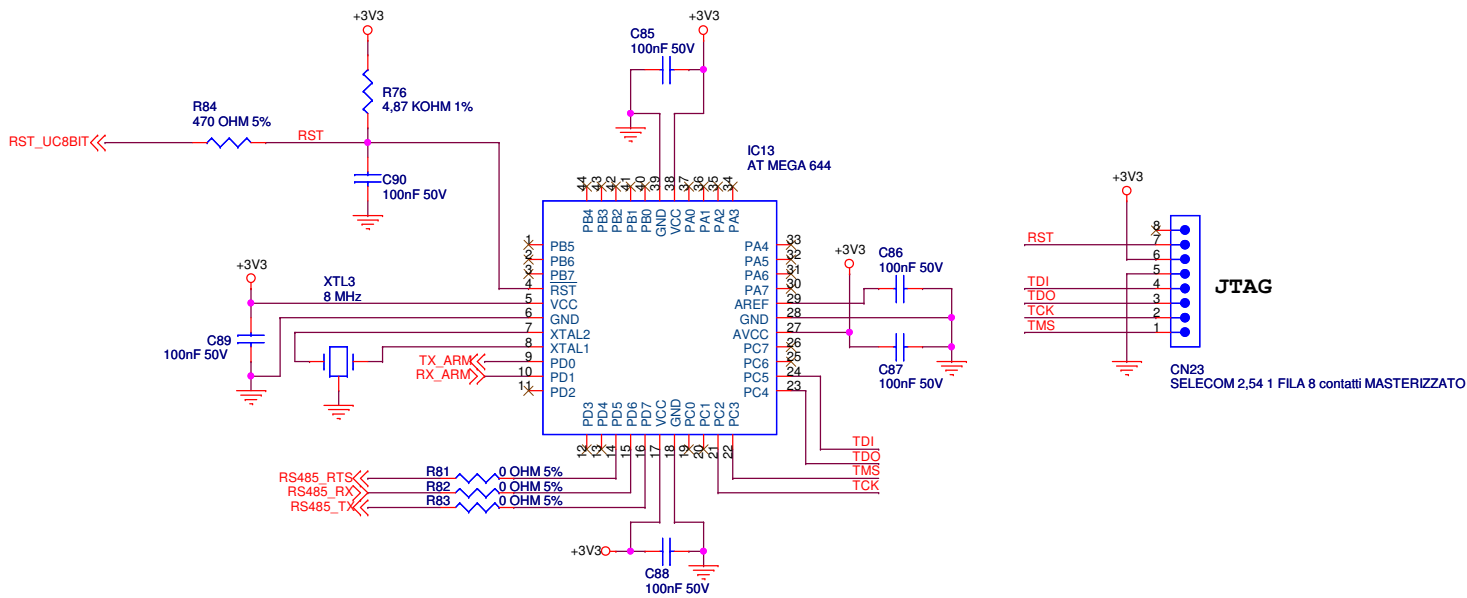 +3V3
+3V3
C85
100nF 50V
R76
4,87 KOHM 1%
R84
470 OHM 5%
RST
RST_UC8BIT
IC13
AT MEGA 644
C90
100nF 50V
44 43 42 41 40 39 38 37 36 35 34
PB4 PB3 PB2 PB1 PB0 GND VCC PA0 PA1 PA2 PA3
1 PB5
2 PB6
3 PB7
4 RST
5 VCC
6 GND
7 XTAL2
8 XTAL1
9 PD0
10 PD1
11 PD2
PA4 33
PA5 32
PA6 31
PA7 30
AREF 29
GND 28
AVCC 27
PC7 26
PC6 25
PC5 24
PC4 23
PD3 PD4 PD5 PD6 PD7 VCC GND PC0 PC1 PC2 PC3
12 13 14 15 16 17 18 19 20 21 22
+3V3
XTL3
8 MHz
C89
100nF 50V
TX_ARM
RX_ARM
+3V3
C86
100nF 50V
C87
100nF 50V
TDI
TDO
TMS
TCK
RS485_RTS
R81
0 OHM 5%
RS485_RX
R82
0 OHM 5%
RS485_TX
R83
0 OHM 5%
+3V3
C88
100nF 50V
+3V3
8
RST 7
6
5
TDI 4
TDO 3
TCK 2
TMS 1
JTAG
CN23
SELECOM 2,54 1 FILA 8 contatti MASTERIZZATO